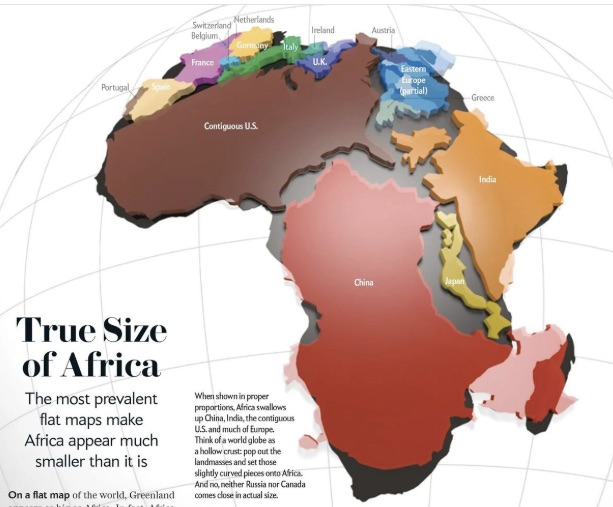 Switzerland
Netherlands
Belgium
Germany
Italy
Ireland
Austria
France
U.K.
Eastern
Europe
(partial)
Portugal
Spain
Greece
Contiguous U.S.
India
China
Japan
True Size
of Africa
The most prevalent
flat maps make
Africa appear much
smaller than it is
When shown in proper
proportions, Africa swallows
up China, India, the contiguous
U.S. and much of Europe.
Think of a world globe as
a hollow crust: pop out the
landmasses and set those
slightly curved pieces onto Africa.
And no, neither Russia nor Canada
comes close in actual size.
On a flat map of the world, Greenland